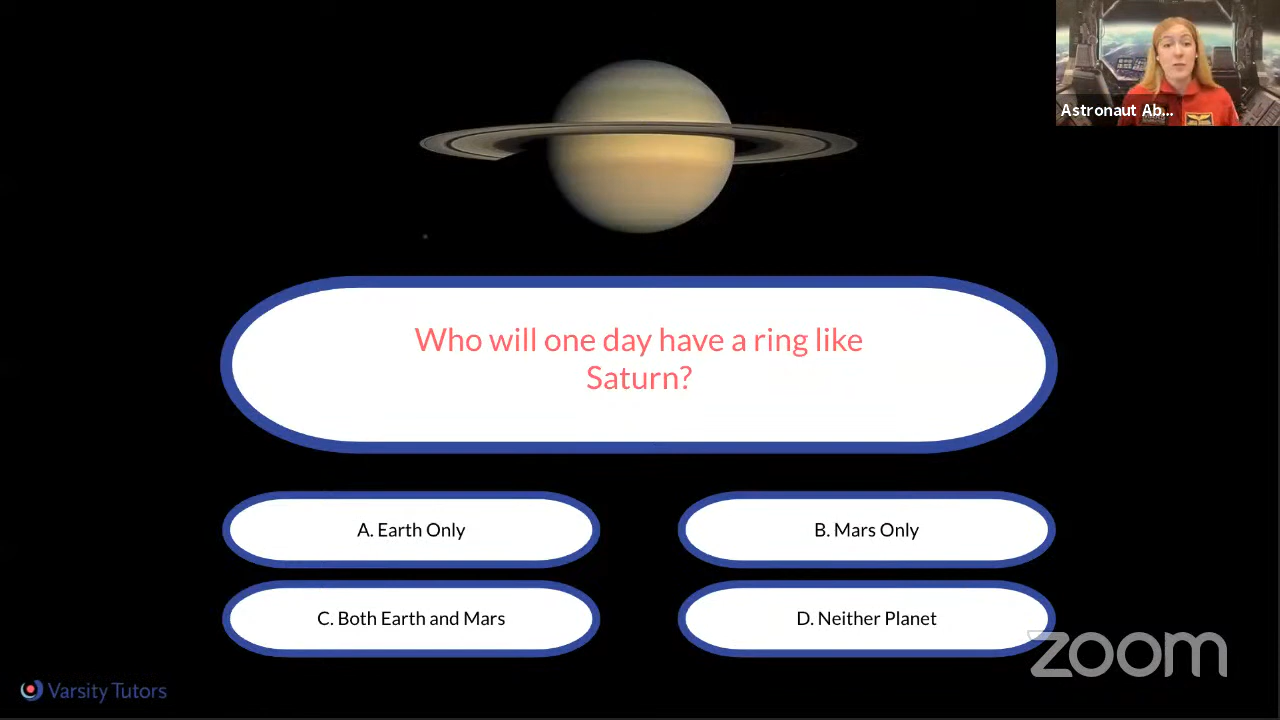 Astronaut Ab...
Who will one day have a ring like
Saturn?
A. Earth Only
B. Mars Only
C. Both Earth and Mars
D. Neither Planet
zoom
Varsity Tutors